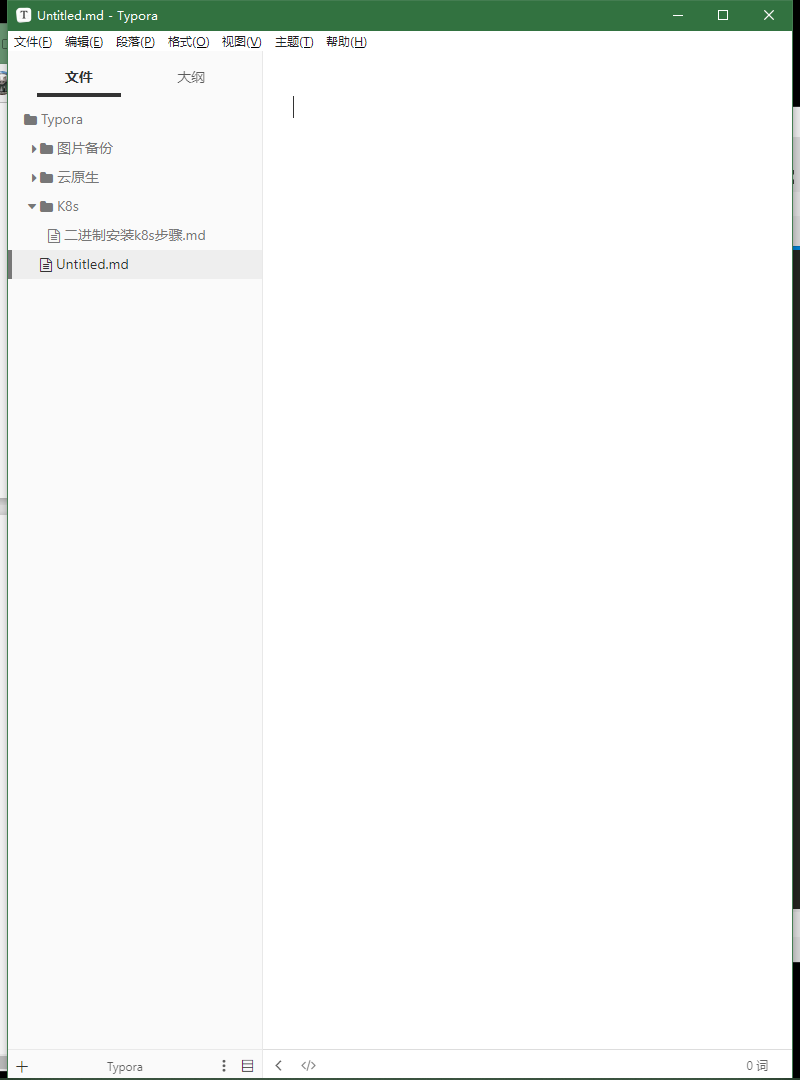 Untitled.md - Typora
文件(F) 编辑(E) 段落(P) 格式(O) 视图(V) 主题(T) 帮助(H)
文件 大纲
Typora
图片备份
云原生
K8s
二进制安装k8s步骤.md
Untitled.md
Typora
0 词